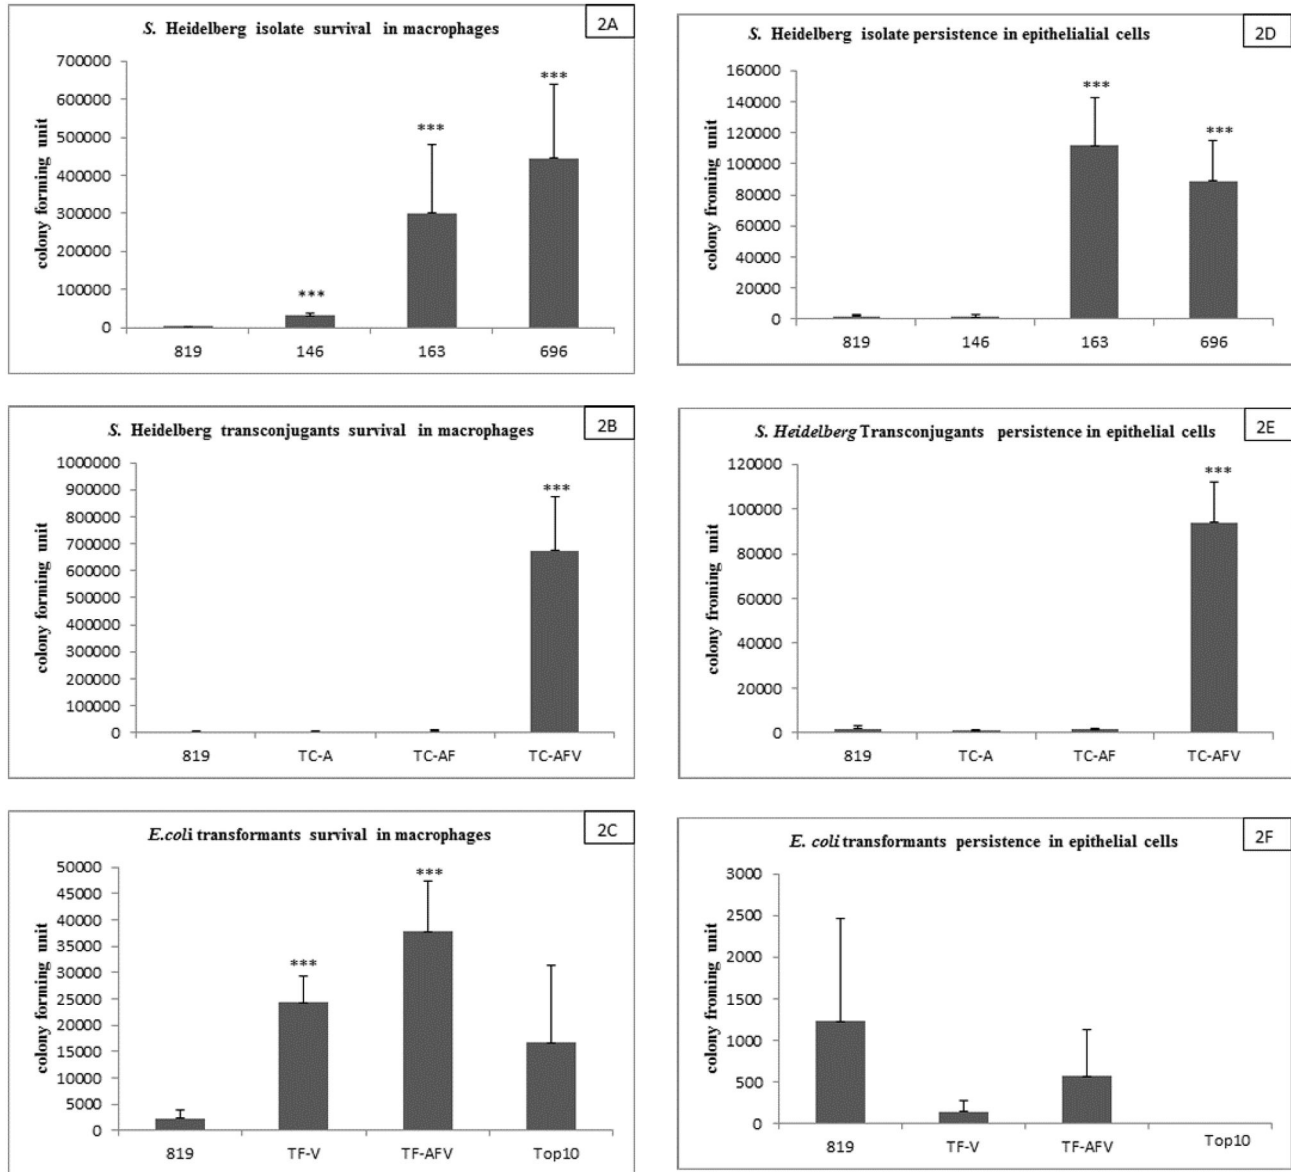 S. Heidelberg isolate survival in macrophages
2A
colony forming unit
700000
600000
500000
400000
300000
200000
100000
0
***
***
***
819 146 163 696
S. Heidelberg isolate persistence in epithelialial cells
2D
colony froming unit
160000
140000
120000
100000
80000
60000
40000
20000
0
***
***
819 146 163 696
S. Heidelberg transconjugants survival in macrophages
2B
colony forming unit
1000000
900000
800000
700000
600000
500000
400000
300000
200000
100000
0
***
819 TC-A TC-AF TC-AFV
S. Heidelberg Transconjugants persistence in epithelial cells
2E
colony froming unit
120000
100000
80000
60000
40000
20000
0
***
819 TC-A TC-AF TC-AFV
E.coli transformants survival in macrophages
2C
colony forming unit
50000
45000
40000
35000
30000
25000
20000
15000
10000
5000
0
***
***
819 TF-V TF-AFV Top10
E. coli transformants persistence in epithelial cells
2F
colony froming unit
3000
2500
2000
1500
1000
500
0
819 TF-V TF-AFV Top10